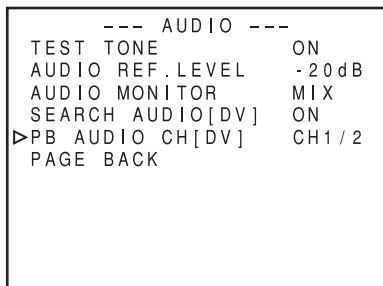 --- AUDIO ---
TEST TONE ON
AUDIO REF.LEVEL -20dB
AUDIO MONITOR MIX
SEARCH AUDIO[DV] ON
▷PB AUDIO CH[DV] CH1/2
PAGE BACK